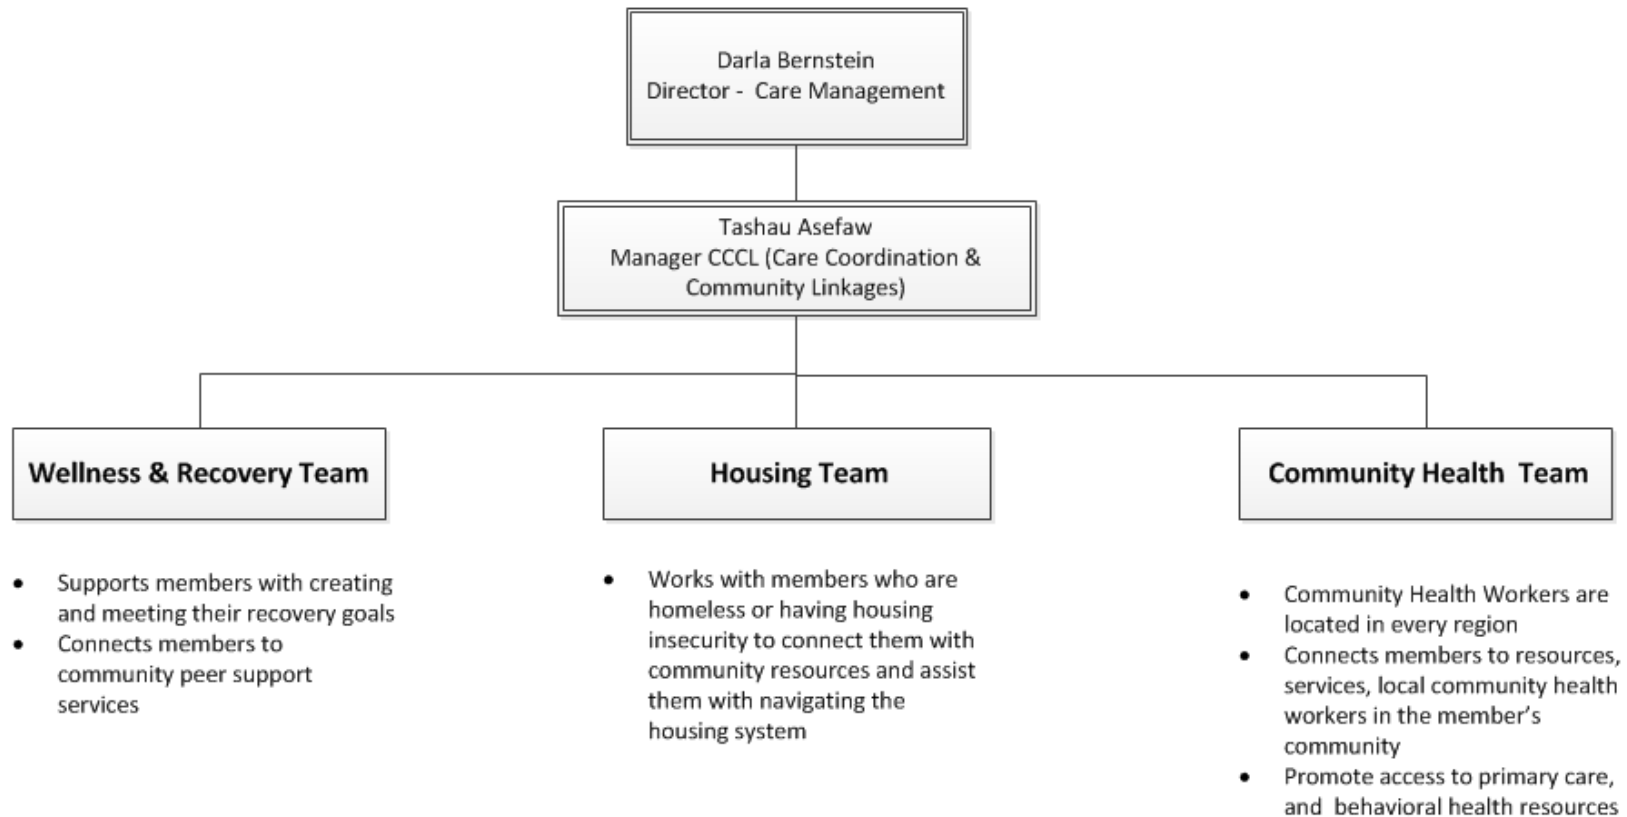 Darla Bernstein
Director - Care Management
Tashau Asefaw
Manager CCCL (Care Coordination &
Community Linkages)
Wellness & Recovery Team
• Supports members with creating
and meeting their recovery goals
• Connects members to
community peer support
services
Housing Team
• Works with members who are
homeless or having housing
insecurity to connect them with
community resources and assist
them with navigating the
housing system
Community Health Team
• Community Health Workers are
located in every region
• Connects members to resources,
services, local community health
workers in the member’s
community
• Promote access to primary care,
and behavioral health resources